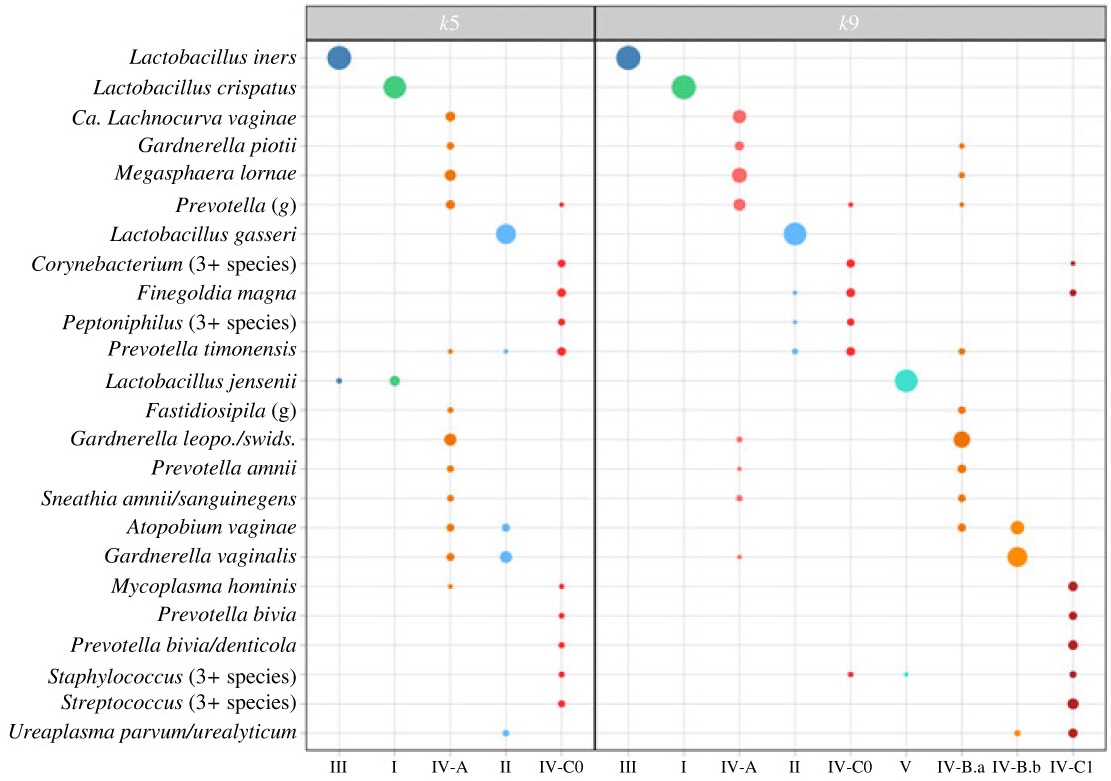 k5 k9
Lactobacillus iners
Lactobacillus crispatus
Ca. Lachnocurva vaginae
Gardnerella piotii
Megasphaera lornae
Prevotella (g)
Lactobacillus gasseri
Corynebacterium (3+ species)
Finegoldia magna
Peptoniphilus (3+ species)
Prevotella timonensis
Lactobacillus jensenii
Fastidiosipila (g)
Gardnerella leopo./swids.
Prevotella amnii
Sneathia amnii/sanguinegens
Atopobium vaginae
Gardnerella vaginalis
Mycoplasma hominis
Prevotella bivia
Prevotella bivia/denticola
Staphylococcus (3+ species)
Streptococcus (3+ species)
Ureaplasma parvum/urealyticum
III I IV-A II IV-C0 III I IV-A II IV-C0 V IV-B.a IV-B.b IV-C1